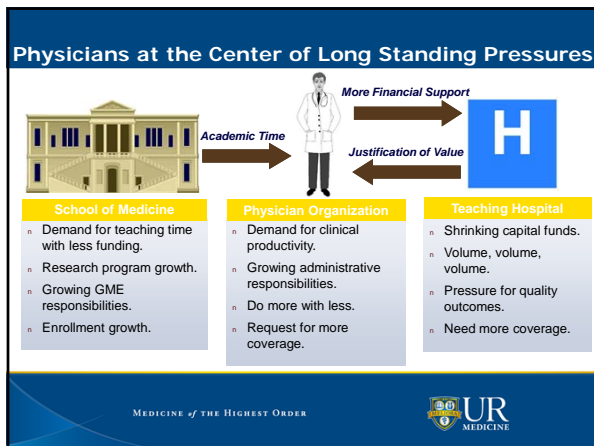 Physicians at the Center of Long Standing Pressures
More Financial Support
Academic Time
Justification of Value
H
School of Medicine
n Demand for teaching time
with less funding.
n Research program growth.
n Growing GME
responsibilities.
n Enrollment growth.
Physician Organization
n Demand for clinical
productivity.
n Growing administrative
responsibilities.
n Do more with less.
n Request for more
coverage.
Teaching Hospital
n Shrinking capital funds.
n Volume, volume,
volume.
n Pressure for quality
outcomes.
n Need more coverage.
MEDICINE of THE HIGHEST ORDER
UR
MEDICINE